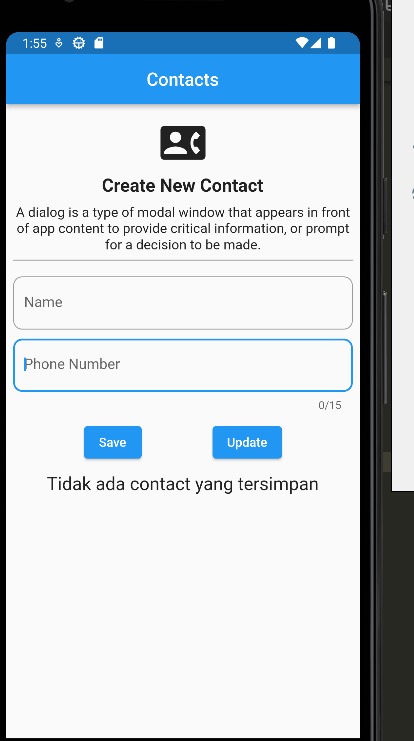 1:55
Contacts
Create New Contact
A dialog is a type of modal window that appears in front
of app content to provide critical information, or prompt
for a decision to be made.
Name
Phone Number
0/15
Save Update
Tidak ada contact yang tersimpan